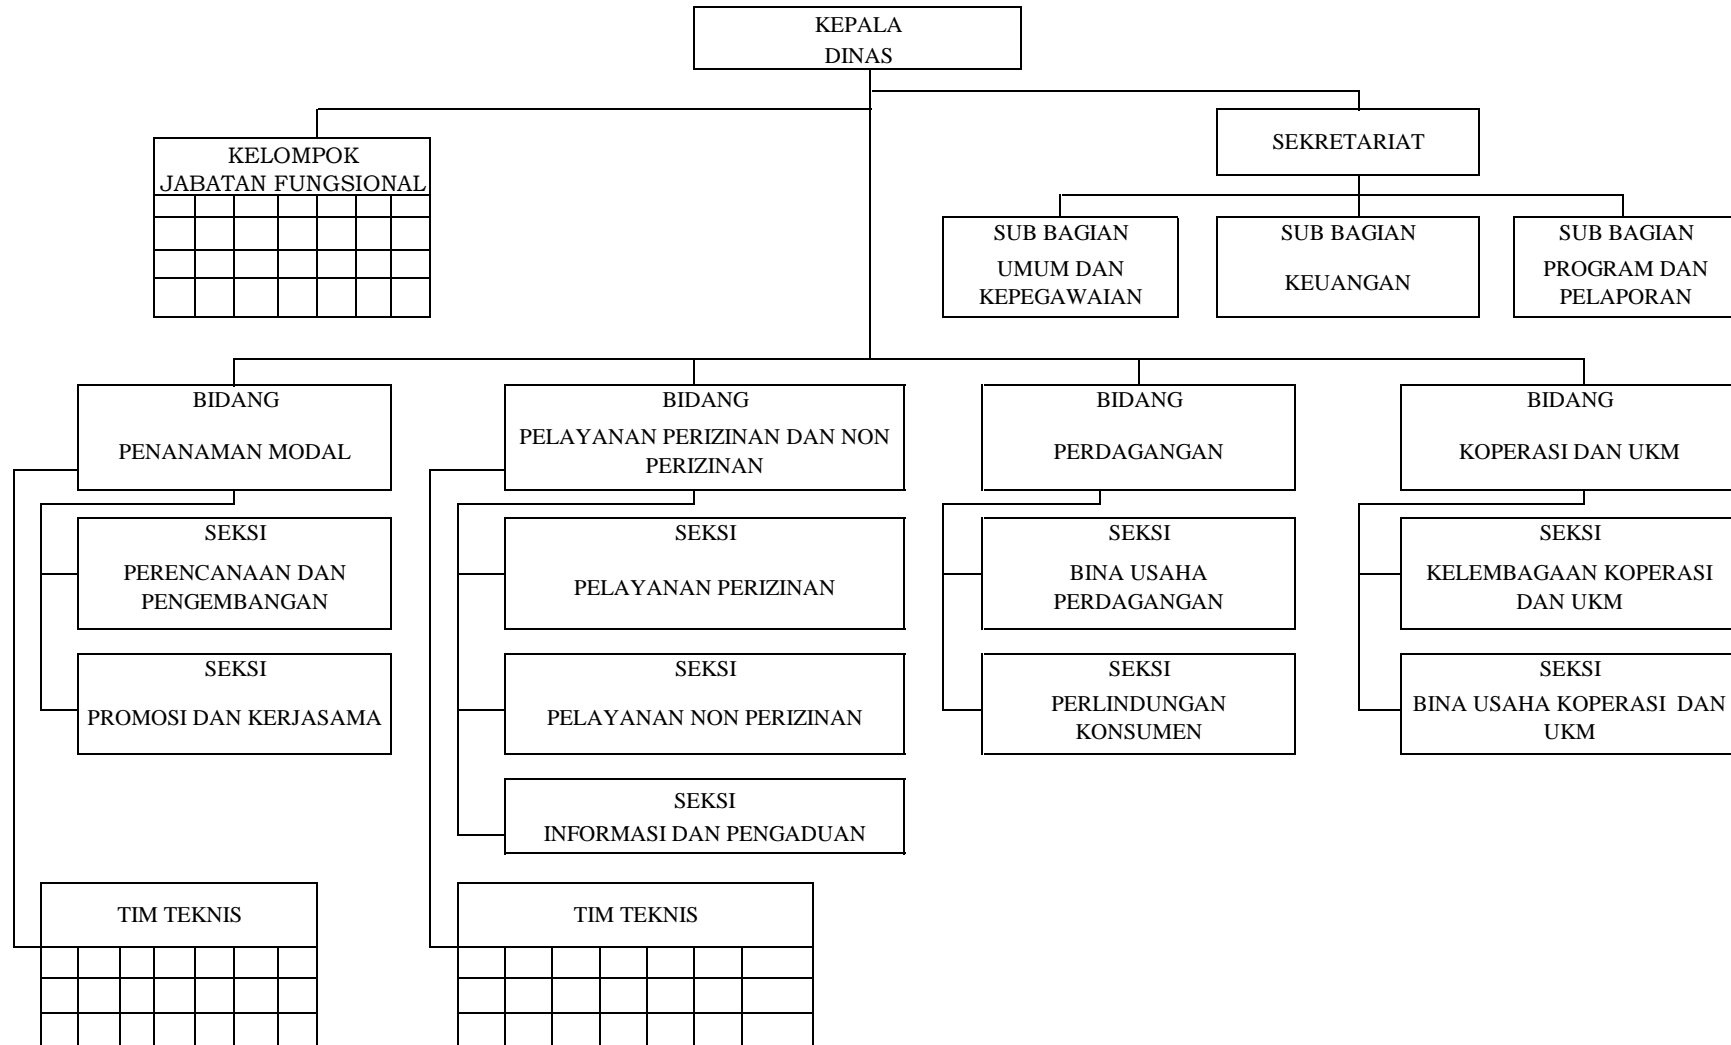 KEPALA
DINAS
KELOMPOK
JABATAN FUNGSIONAL
SEKRETARIAT
SUB BAGIAN
UMUM DAN
KEPEGAWAIAN
SUB BAGIAN
KEUANGAN
SUB BAGIAN
PROGRAM DAN
PELAPORAN
BIDANG
PENANAMAN MODAL
BIDANG
PELAYANAN PERIZINAN DAN NON
PERIZINAN
BIDANG
PERDAGANGAN
BIDANG
KOPERASI DAN UKM
SEKSI
PERENCANAAN DAN
PENGEMBANGAN
SEKSI
PELAYANAN PERIZINAN
SEKSI
BINA USAHA
PERDAGANGAN
SEKSI
KELEMBAGAAN KOPERASI
DAN UKM
SEKSI
PROMOSI DAN KERJASAMA
SEKSI
PELAYANAN NON PERIZINAN
SEKSI
PERLINDUNGAN
KONSUMEN
SEKSI
BINA USAHA KOPERASI  DAN
UKM
SEKSI
INFORMASI DAN PENGADUAN
TIM TEKNIS
TIM TEKNIS